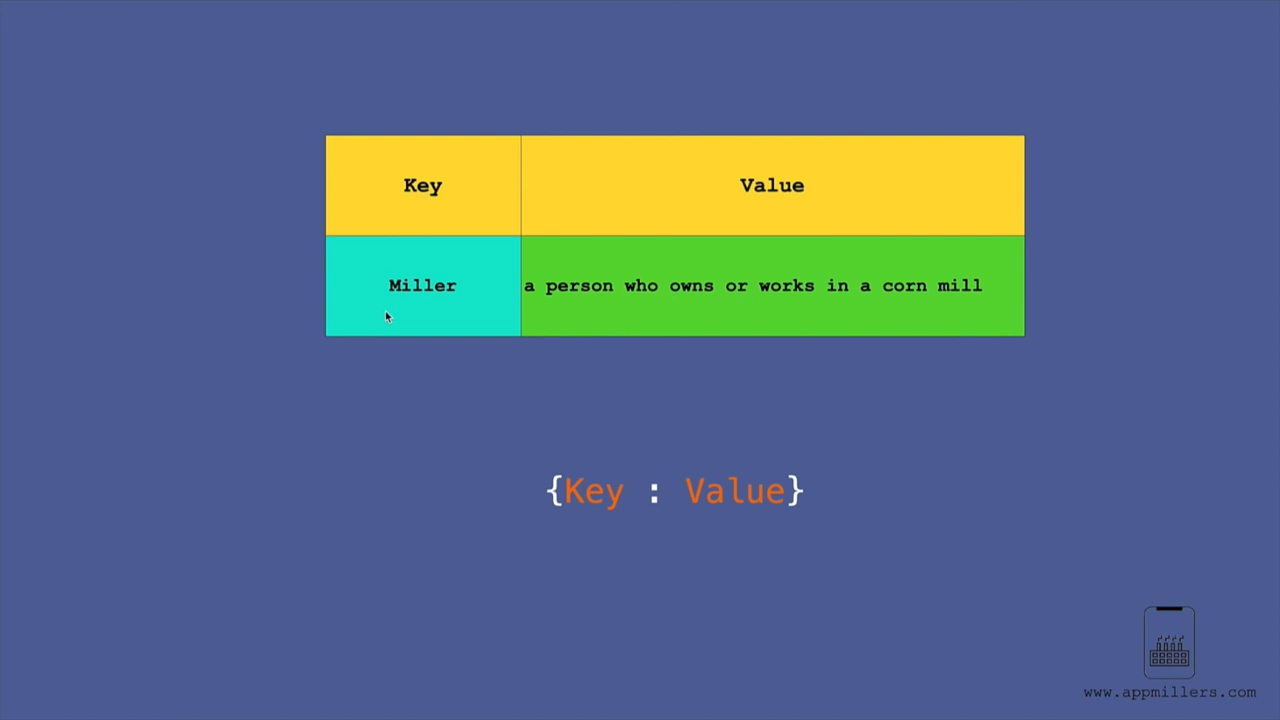 Key Value
Miller a person who owns or works in a corn mill
{Key : Value}
www.appmillers.com